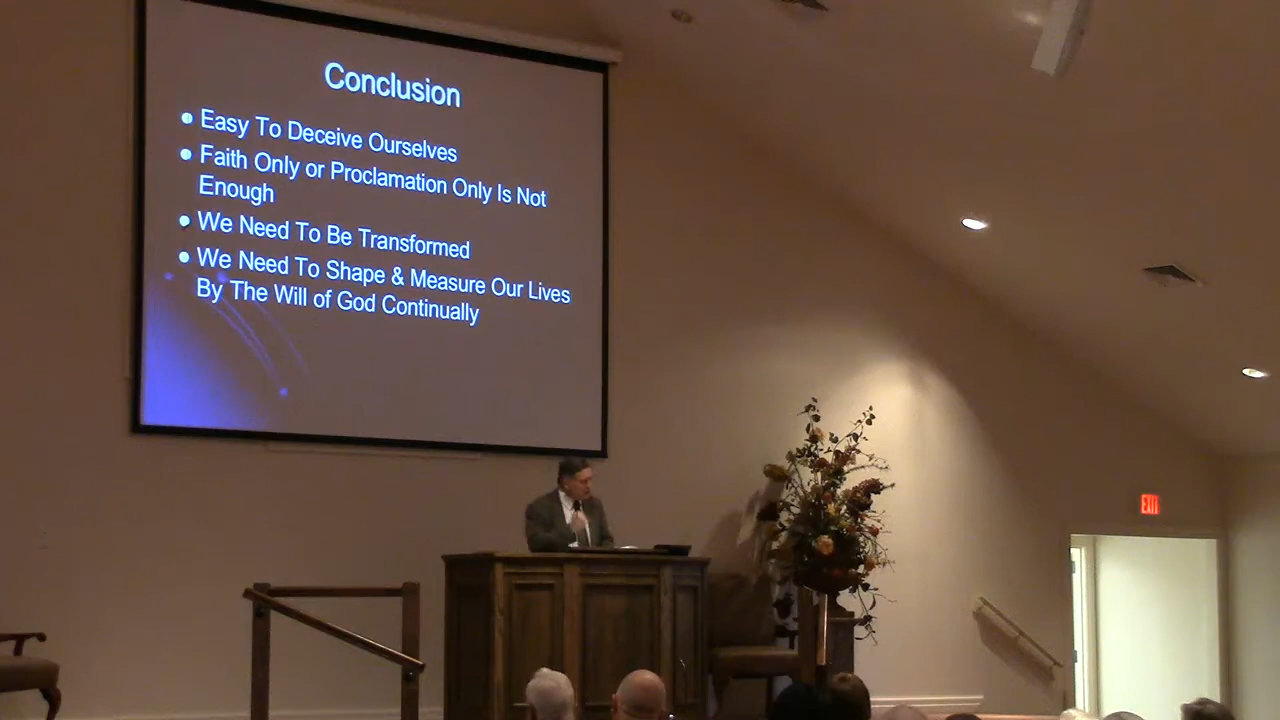 Conclusion
• Easy To Deceive Ourselves
• Faith Only or Proclamation Only Is Not
Enough
• We Need To Be Transformed
• We Need To Shape & Measure Our Lives
By The Will of God Continually
EXIT